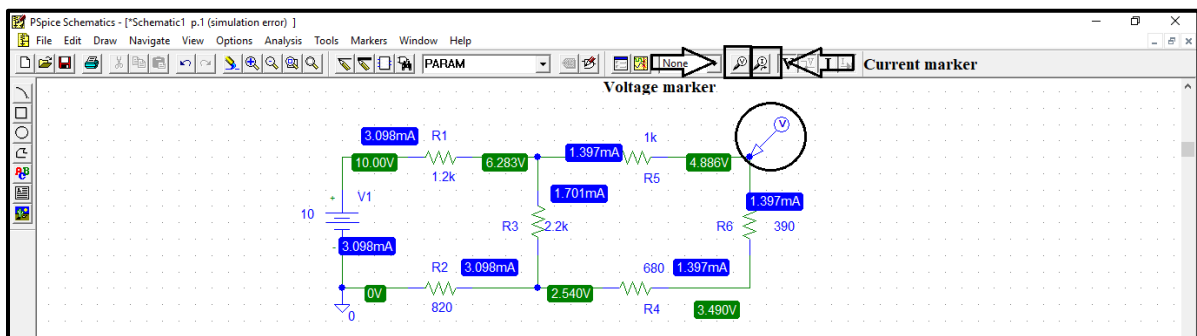 PSpice Schematics - [*Schematic1 p.1 (simulation error) ]
File Edit Draw Navigate View Options Analysis Tools Markers Window Help
PARAM None V I Current marker
Voltage marker
V
3.098mA R1 1k
10.00V 6.283V 1.397mA 4.886V
1.2k R5
+ V1 1.701mA 1.397mA
10 R3 2.2k R6 390
- 3.098mA
R2 3.098mA 680 1.397mA
0V 2.540V
0 820 R4 3.490V